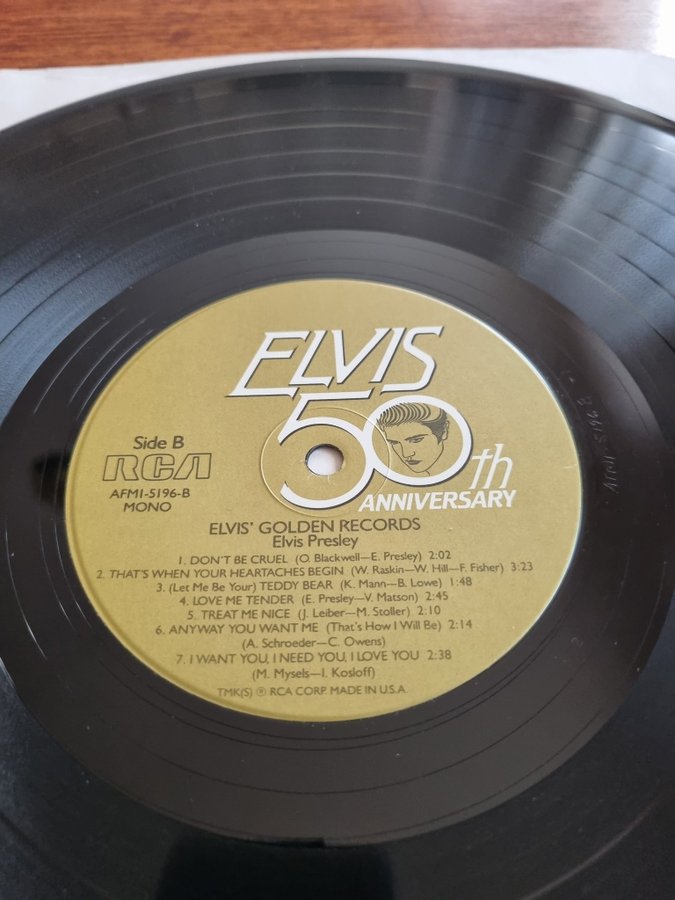 ELVIS
50th
ANNIVERSARY
Side B
RCA
AFM1-5196-B
MONO
ELVIS' GOLDEN RECORDS
Elvis Presley
1. DON'T BE CRUEL (O. Blackwell—E. Presley) 2:02
2. THAT'S WHEN YOUR HEARTACHES BEGIN (W. Raskin—W. Hill—F. Fisher) 3:23
3. (Let Me Be Your) TEDDY BEAR (K. Mann—B. Lowe) 1:48
4. LOVE ME TENDER (E. Presley—V. Matson) 2:45
5. TREAT ME NICE (J. Leiber—M. Stoller) 2:10
6. ANYWAY YOU WANT ME (That's How I Will Be) 2:14
(A. Schroeder—C. Owens)
7. I WANT YOU, I NEED YOU, I LOVE YOU 2:38
(M. Mysels—I. Kosloff)
TMK(S) ® RCA CORP. MADE IN U.S.A.